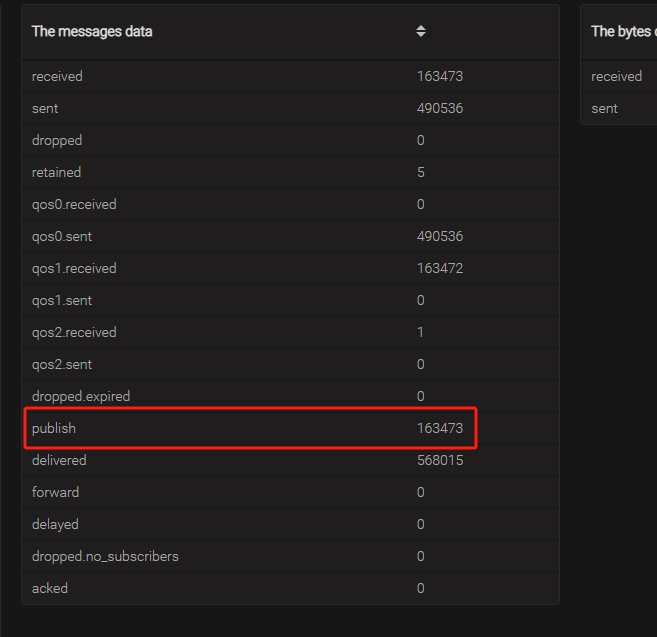 The messages data
received 163473
sent 490536
dropped 0
retained 5
qos0.received 0
qos0.sent 490536
qos1.received 163472
qos1.sent 0
qos2.received 1
qos2.sent 0
dropped.expired 0
publish 163473
delivered 568015
forward 0
delayed 0
dropped.no_subscribers 0
acked 0
The bytes
received
sent